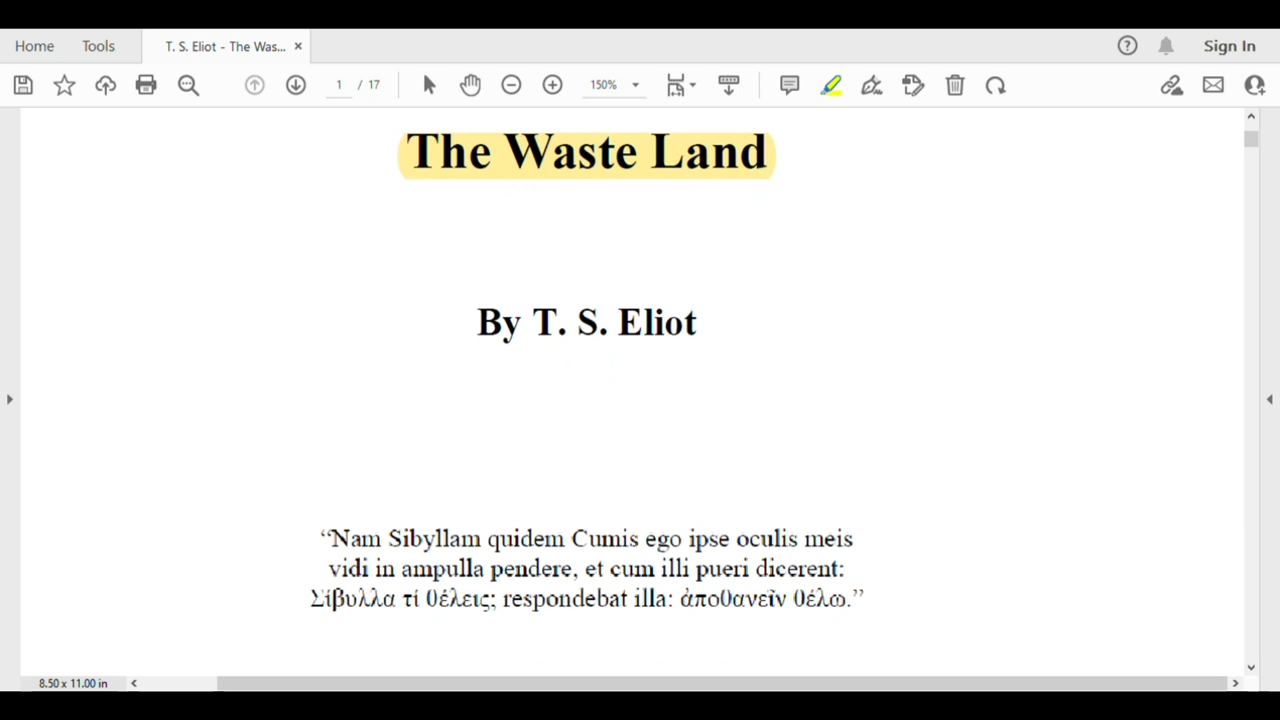 Home Tools T. S. Eliot - The Was... × Sign In
1 / 17 150%
The Waste Land
By T. S. Eliot
“Nam Sibyllam quidem Cumis ego ipse oculis meis
vidi in ampulla pendere, et cum illi pueri dicerent:
Σίβυλλα τί θέλεις; respondebat illa: ἀποθανεῖν θέλω.”
8.50 x 11.00 in